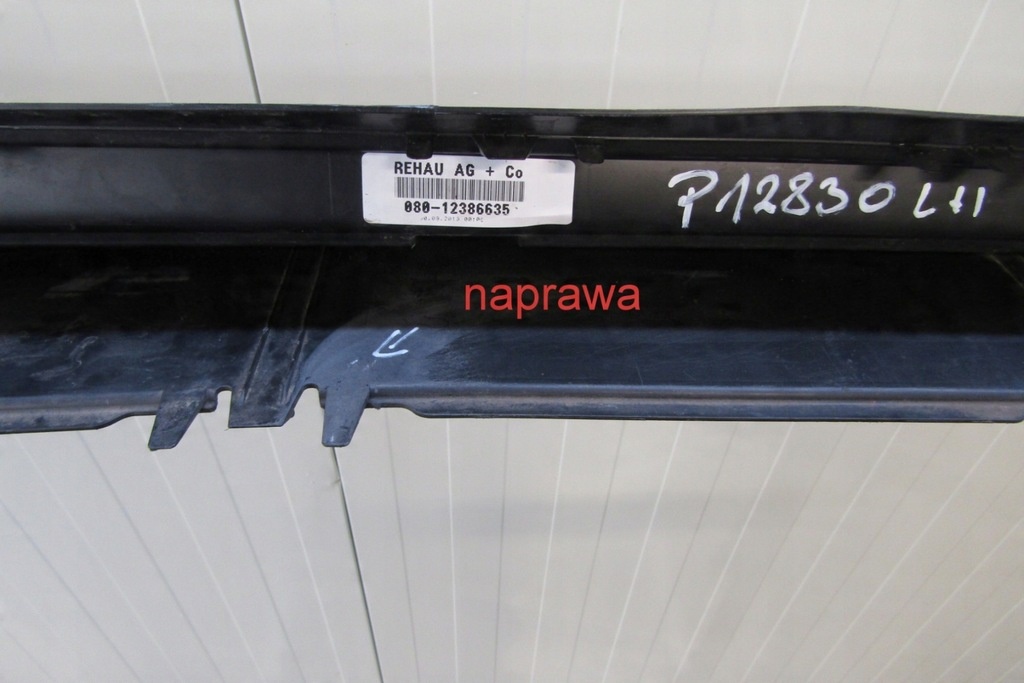 REHAU AG + Co
080-12386635
P12830 LH
naprawa